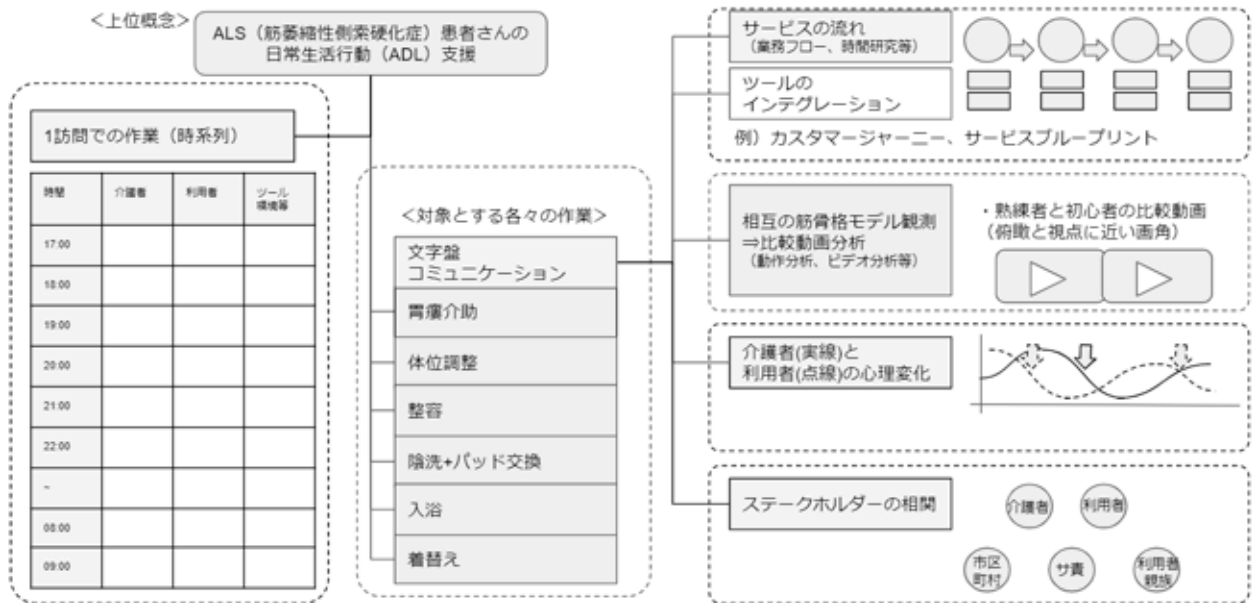 ＜上位概念＞
ALS（筋萎縮性側索硬化症）患者さんの
日常生活行動（ADL）支援
1訪問での作業（時系列）
時間 介護者 利用者 ツール
環境等
17:00
18:00
19:00
20:00
21:00
22:00
~
08:00
09:00
＜対象とする各々の作業＞
文字盤
コミュニケーション
胃瘻介助
体位調整
整容
陰洗+パッド交換
入浴
着替え
サービスの流れ
（業務フロー、時間研究等）
ツールの
インテグレーション
例）カスタマージャーニー、サービスブループリント
相互の筋骨格モデル観測
⇒比較動画分析
（動作分析、ビデオ分析等）
・熟練者と初心者の比較動画
（俯瞰と視点に近い画角）
介護者(実線)と
利用者(点線)の心理変化
ステークホルダーの相関
介護者
利用者
市区
町村
サ責
利用者
親族